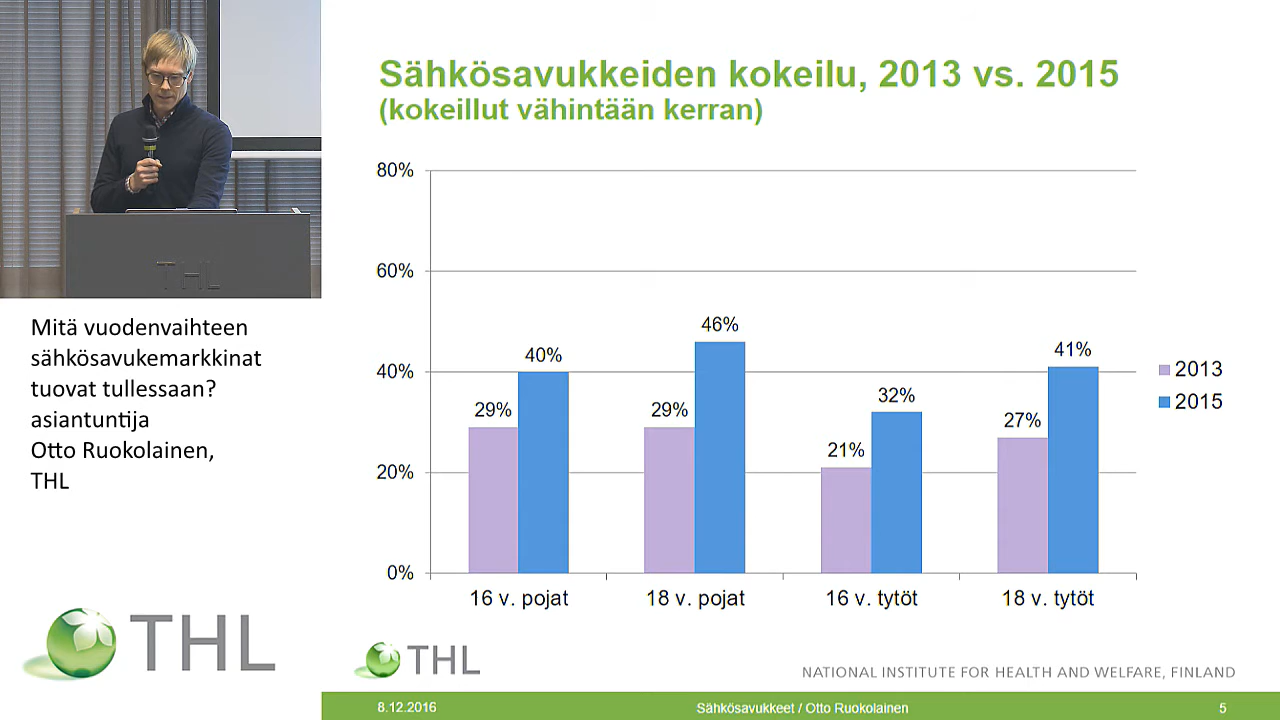 THL
Mitä vuodenvaihteen
sähkösavukemarkkinat
tuovat tullessaan?
asiantuntija
Otto Ruokolainen,
THL
THL
Sähkösavukkeiden kokeilu, 2013 vs. 2015
(kokeillut vähintään kerran)
80%
60%
40%
20%
0%
29%
40%
29%
46%
21%
32%
27%
41%
16 v. pojat
18 v. pojat
16 v. tytöt
18 v. tytöt
2013
2015
THL
NATIONAL INSTITUTE FOR HEALTH AND WELFARE, FINLAND
8.12.2016
Sähkösavukkeet / Otto Ruokolainen
5